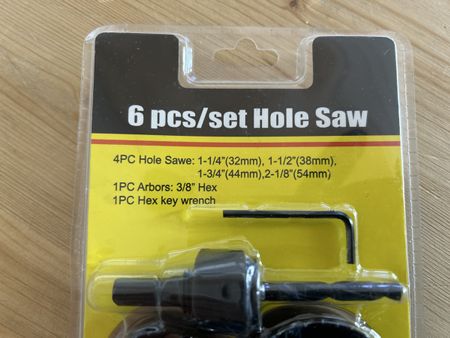 6 pcs/set Hole Saw
4PC Hole Sawe: 1-1/4"(32mm), 1-1/2"(38mm).
1-3/4"(44mm),2-1/8"(54mm)
1PC Arbors: 3/8" Hex
1PC Hex key wrench